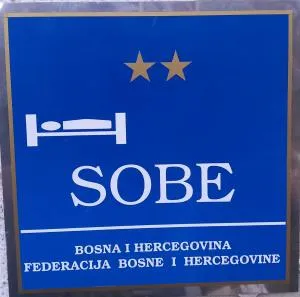 SOBE
BOSNA I HERCEGOVINA
FEDERACIJA BOSNE I HERCEGOVINE